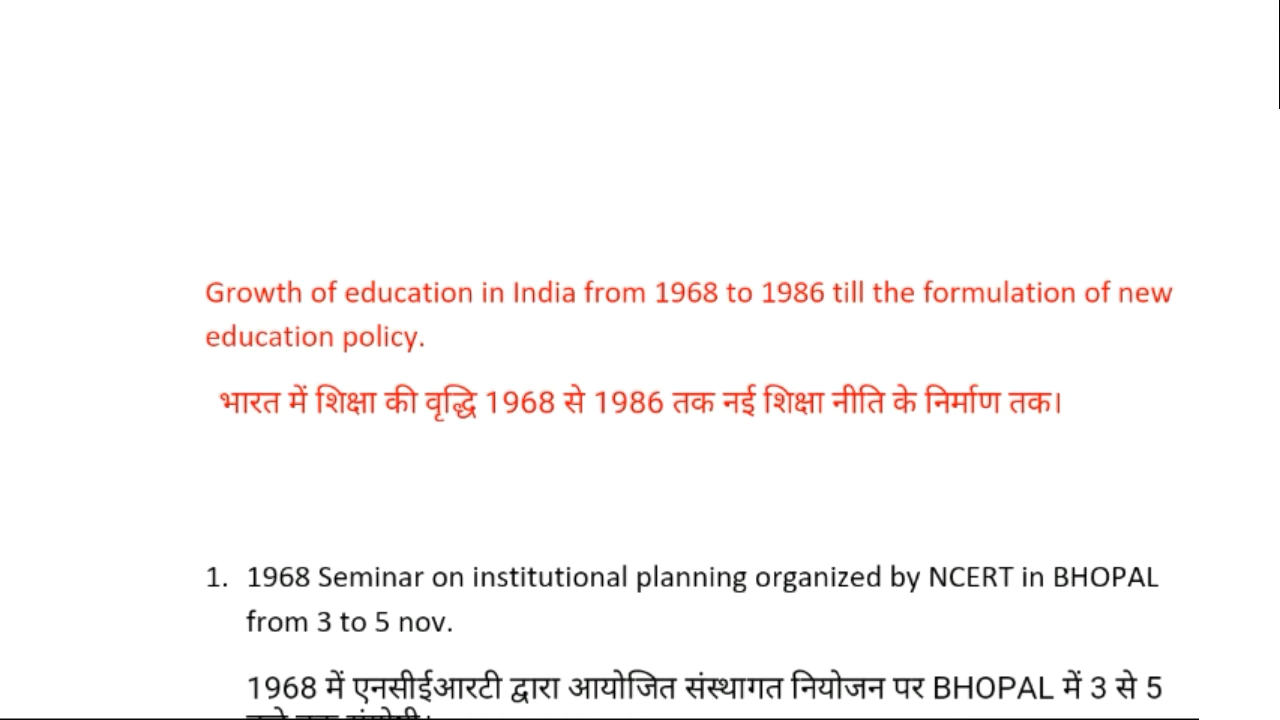 Growth of education in India from 1968 to 1986 till the formulation of new
education policy.
भारत में शिक्षा की वृद्धि 1968 से 1986 तक नई शिक्षा नीति के निर्माण तक।
1. 1968 Seminar on institutional planning organized by NCERT in BHOPAL
from 3 to 5 nov.
1968 में एनसीईआरटी द्वारा आयोजित संस्थागत नियोजन पर BHOPAL में 3 से 5